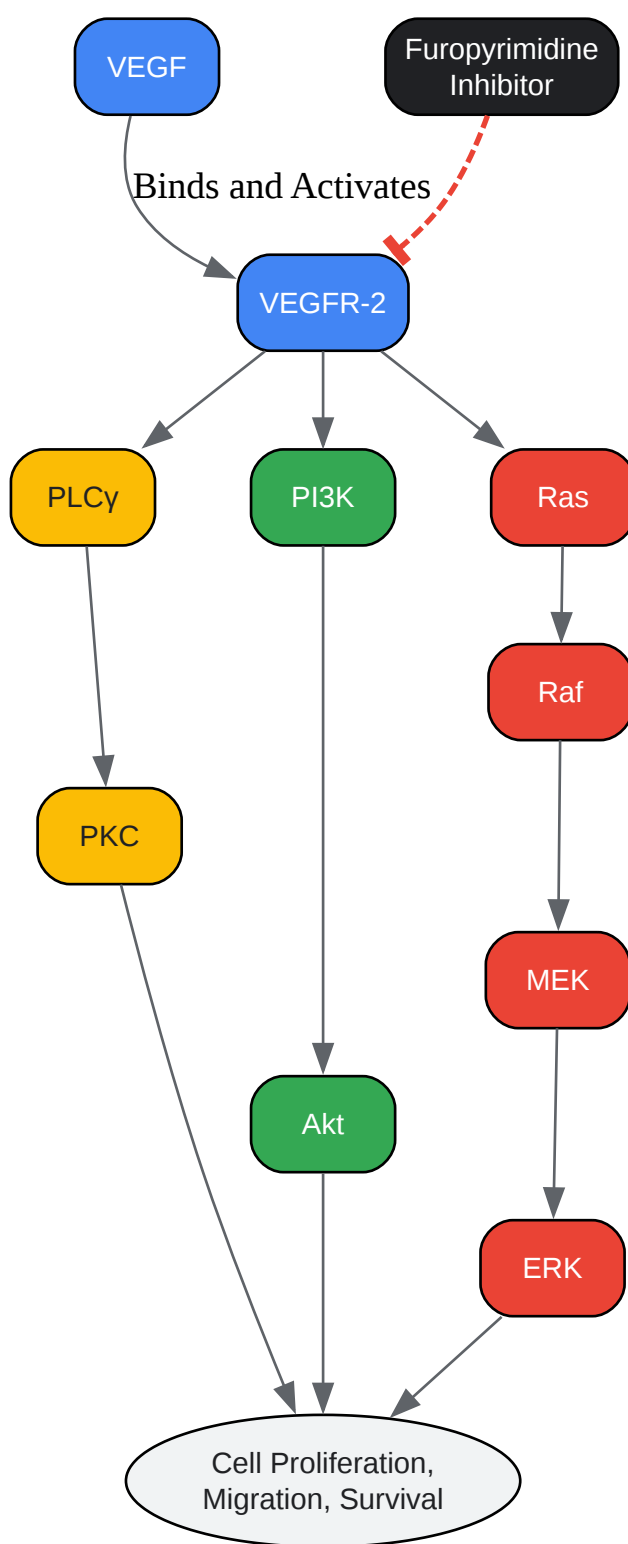 VEGF
Furopyrimidine
Inhibitor
Binds and Activates
VEGFR-2
PLCγ
PI3K
Ras
Raf
PKC
MEK
Akt
ERK
Cell Proliferation,
Migration, Survival